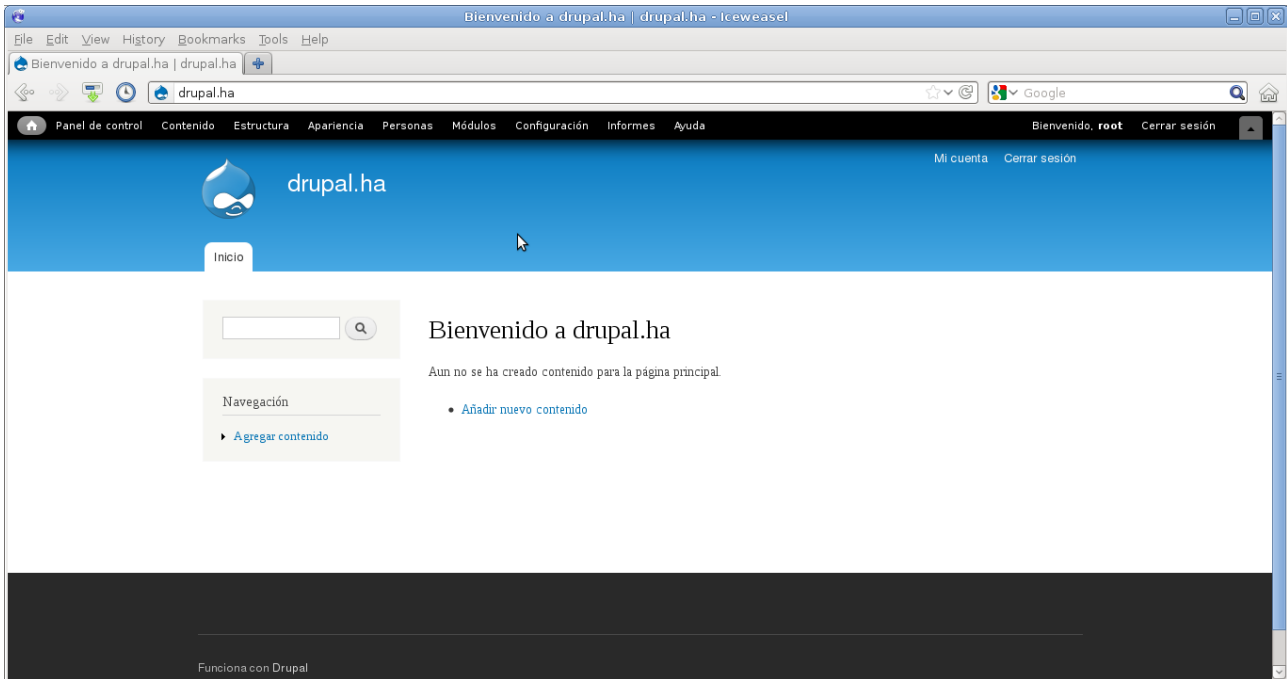 Bienvenido a drupal.ha | drupal.ha - Iceweasel
File Edit View History Bookmarks Tools Help
Bienvenido a drupal.ha | drupal.ha
drupal.ha Google
Panel de control Contenido Estructura Apariencia Personas Módulos Configuración Informes Ayuda Bienvenido, root Cerrar sesión
Mi cuenta Cerrar sesión
drupal.ha
Inicio
Bienvenido a drupal.ha
Aun no se ha creado contenido para la página principal.
Añadir nuevo contenido
Navegación
Agregar contenido
Funciona con Drupal